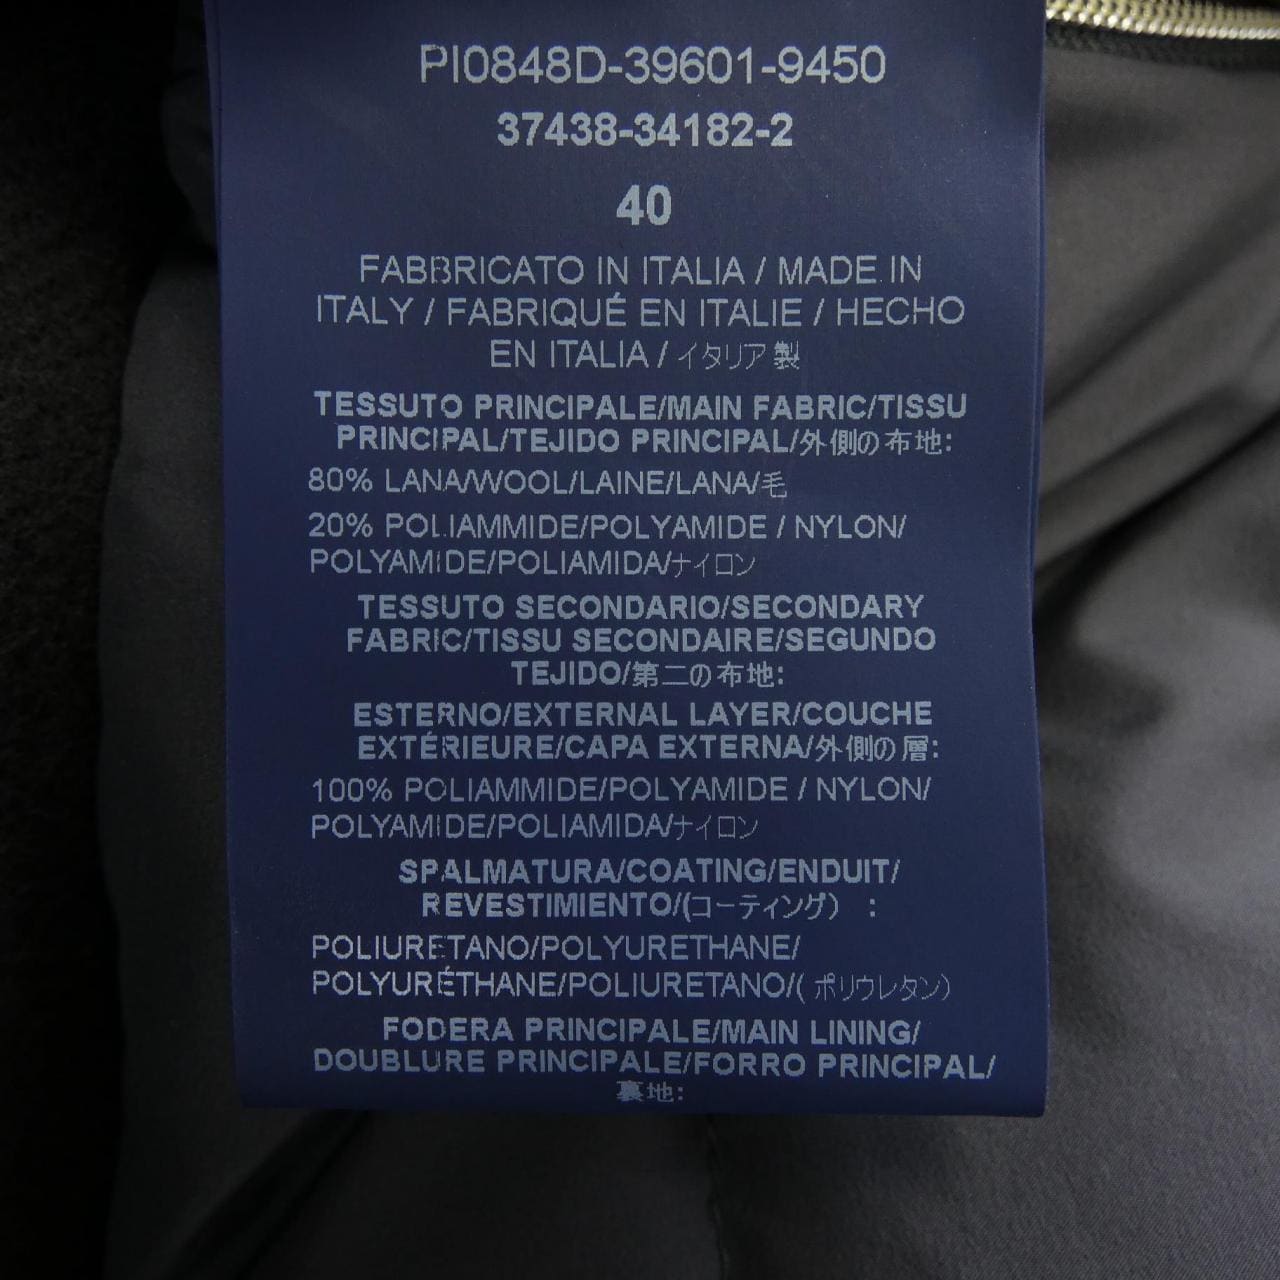 PI0848D-39601-9450
37438-34182-2
40
FABBRICATO IN ITALIA / MADE IN
ITALY / FABRIQUÉ EN ITALIE / HECHO
EN ITALIA / イタリア製
TESSUTO PRINCIPALE/MAIN FABRIC/TISSU
PRINCIPAL/TEJIDO PRINCIPAL/外側の布地:
80% LANA/WOOL/LAINE/LANA/毛
20% POLIAMMIDE/POLYAMIDE / NYLON/
POLYAMIDE/POLIAMIDA/ナイロン
TESSUTO SECONDARIO/SECONDARY
FABRIC/TISSU SECONDAIRE/SEGUNDO
TEJIDO/第二の布地:
ESTERNO/EXTERNAL LAYER/COUCHE
EXTÉRIEURE/CAPA EXTERNA/外側の層:
100% POLIAMMIDE/POLYAMIDE / NYLON/
POLYAMIDE/POLIAMIDA/ナイロン
SPALMATURA/COATING/ENDUIT/
REVESTIMIENTO/(コーティング) :
POLIURETANO/POLYURETHANE/
POLYURÉTHANE/POLIURETANO/( ポリウレタン)
FODERA PRINCIPALE/MAIN LINING/
DOUBLURE PRINCIPALE/FORRO PRINCIPAL/
裏地: